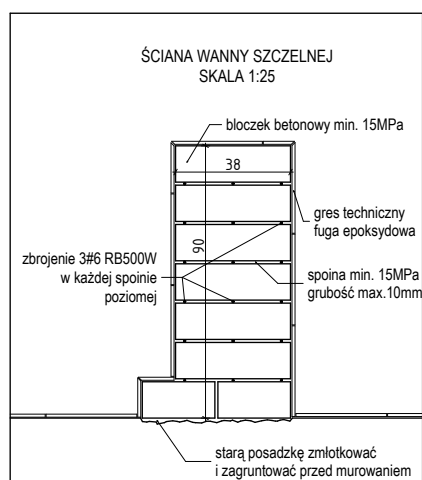 ŚCIANA WANNY SZCZELNEJ
SKALA 1:25
bloczek betonowy min. 15MPa
38
90
gres techniczny
fuga epoksydowa
zbrojenie 3#6 RB500W
w każdej spoinie
poziomej
spoina min. 15MPa
grubość max.10mm
starą posadzkę zmłotkować
i zagruntować przed murowaniem